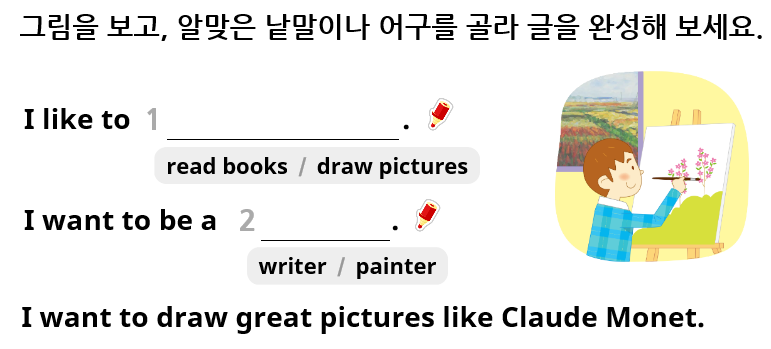 그림을 보고, 알맞은 낱말이나 어구를 골라 글을 완성해 보세요.
I like to 1 ____________________.
read books / draw pictures
I want to be a 2 ___________.
writer / painter
I want to draw great pictures like Claude Monet.